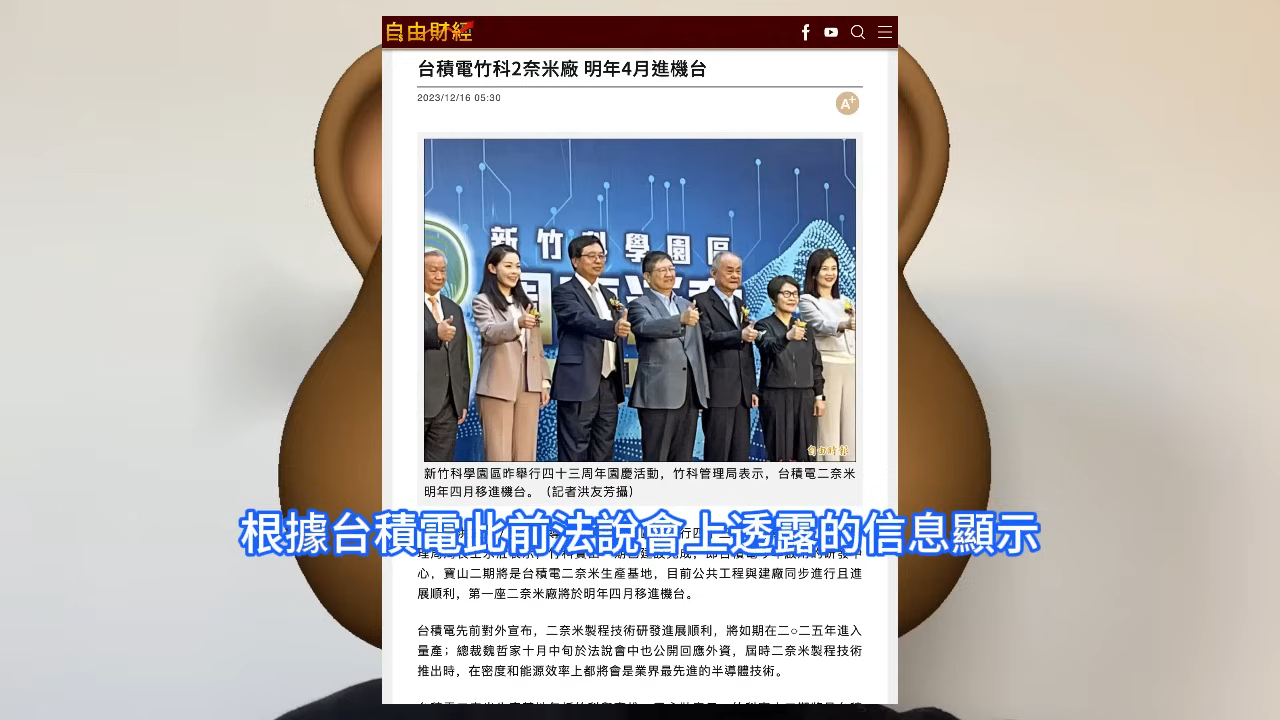 自由財經
台積電竹科2奈米廠 明年4月進機台
2023/12/16 05:30
A+
新竹科學園區
自由時報
新竹科學園區昨舉行四十三周年園慶活動，竹科管理局表示，台積電二奈米
明年四月移進機台。（記者洪友芳攝）
根據台積電此前法說會上透露的信息顯示
心，寶山二期將是台積電二奈米生產基地，目前公共工程與建廠同步進行且進
展順利，第一座二奈米廠將於明年四月移進機台。
台積電先前對外宣布，二奈米製程技術研發進展順利，將如期在二○二五年進入
量產；總裁魏哲家十月中旬於法說會中也公開回應外資，屆時二奈米製程技術
推出時，在密度和能源效率上都將會是業界最先進的半導體技術。